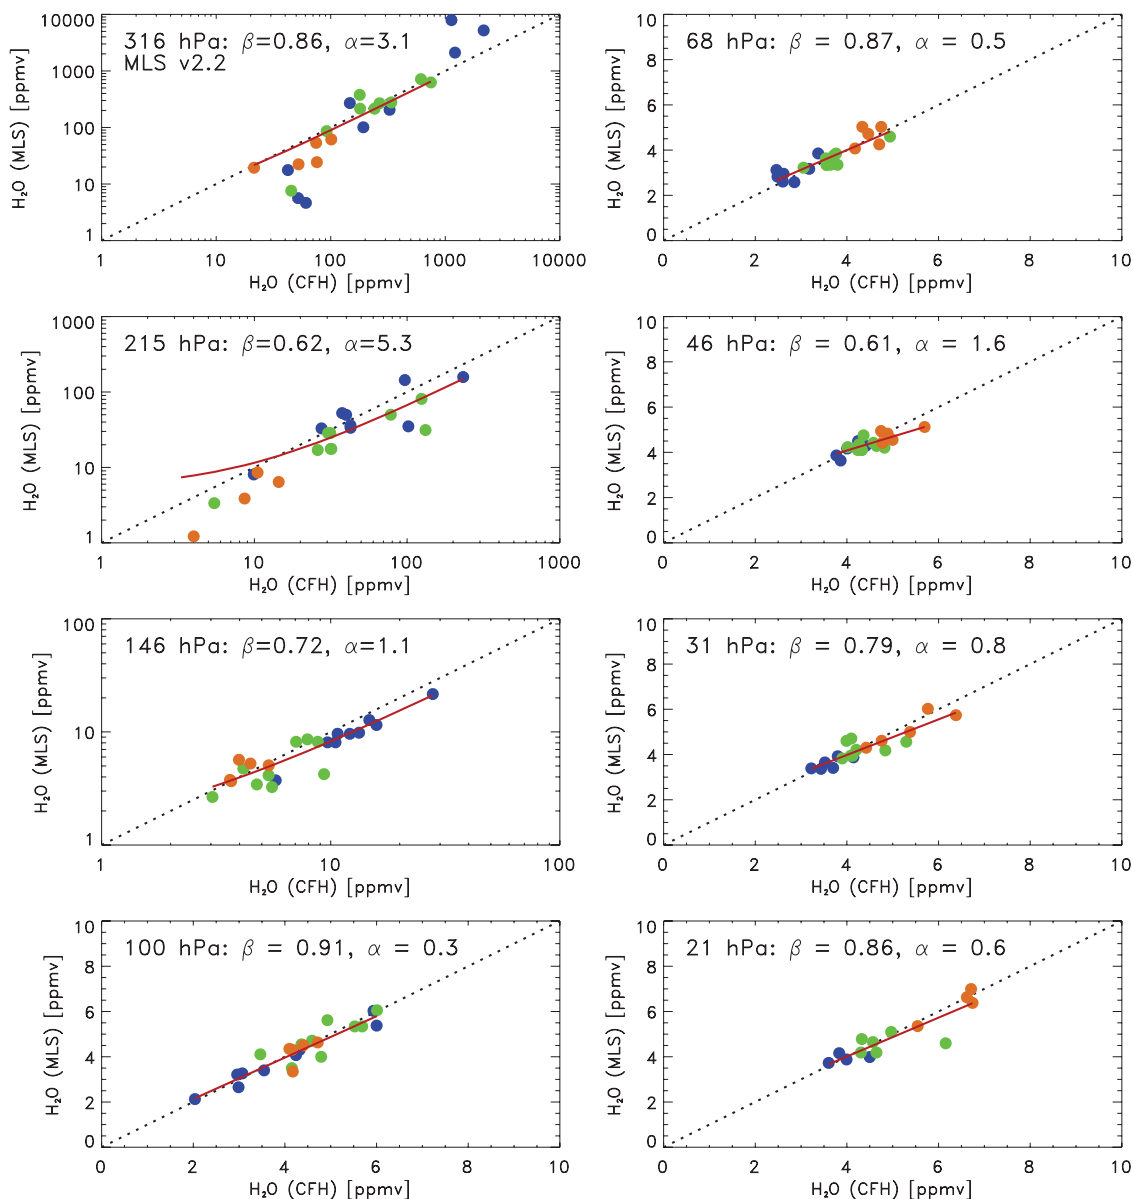 316 hPa: β=0.86, α=3.1
MLS v2.2
10000
1000
100
10
1
H₂O (MLS) [ppmv]
1 10 100 1000 10000
H₂O (CFH) [ppmv]
68 hPa: β = 0.87, α = 0.5
10
8
6
4
2
0
H₂O (MLS) [ppmv]
0 2 4 6 8 10
H₂O (CFH) [ppmv]
215 hPa: β=0.62, α=5.3
1000
100
10
1
H₂O (MLS) [ppmv]
1 10 100 1000
H₂O (CFH) [ppmv]
46 hPa: β = 0.61, α = 1.6
10
8
6
4
2
0
H₂O (MLS) [ppmv]
0 2 4 6 8 10
H₂O (CFH) [ppmv]
146 hPa: β=0.72, α=1.1
100
10
1
H₂O (MLS) [ppmv]
1 10 100
H₂O (CFH) [ppmv]
31 hPa: β = 0.79, α = 0.8
10
8
6
4
2
0
H₂O (MLS) [ppmv]
0 2 4 6 8 10
H₂O (CFH) [ppmv]
100 hPa: β = 0.91, α = 0.3
10
8
6
4
2
0
H₂O (MLS) [ppmv]
0 2 4 6 8 10
H₂O (CFH) [ppmv]
21 hPa: β = 0.86, α = 0.6
10
8
6
4
2
0
H₂O (MLS) [ppmv]
0 2 4 6 8 10
H₂O (CFH) [ppmv]